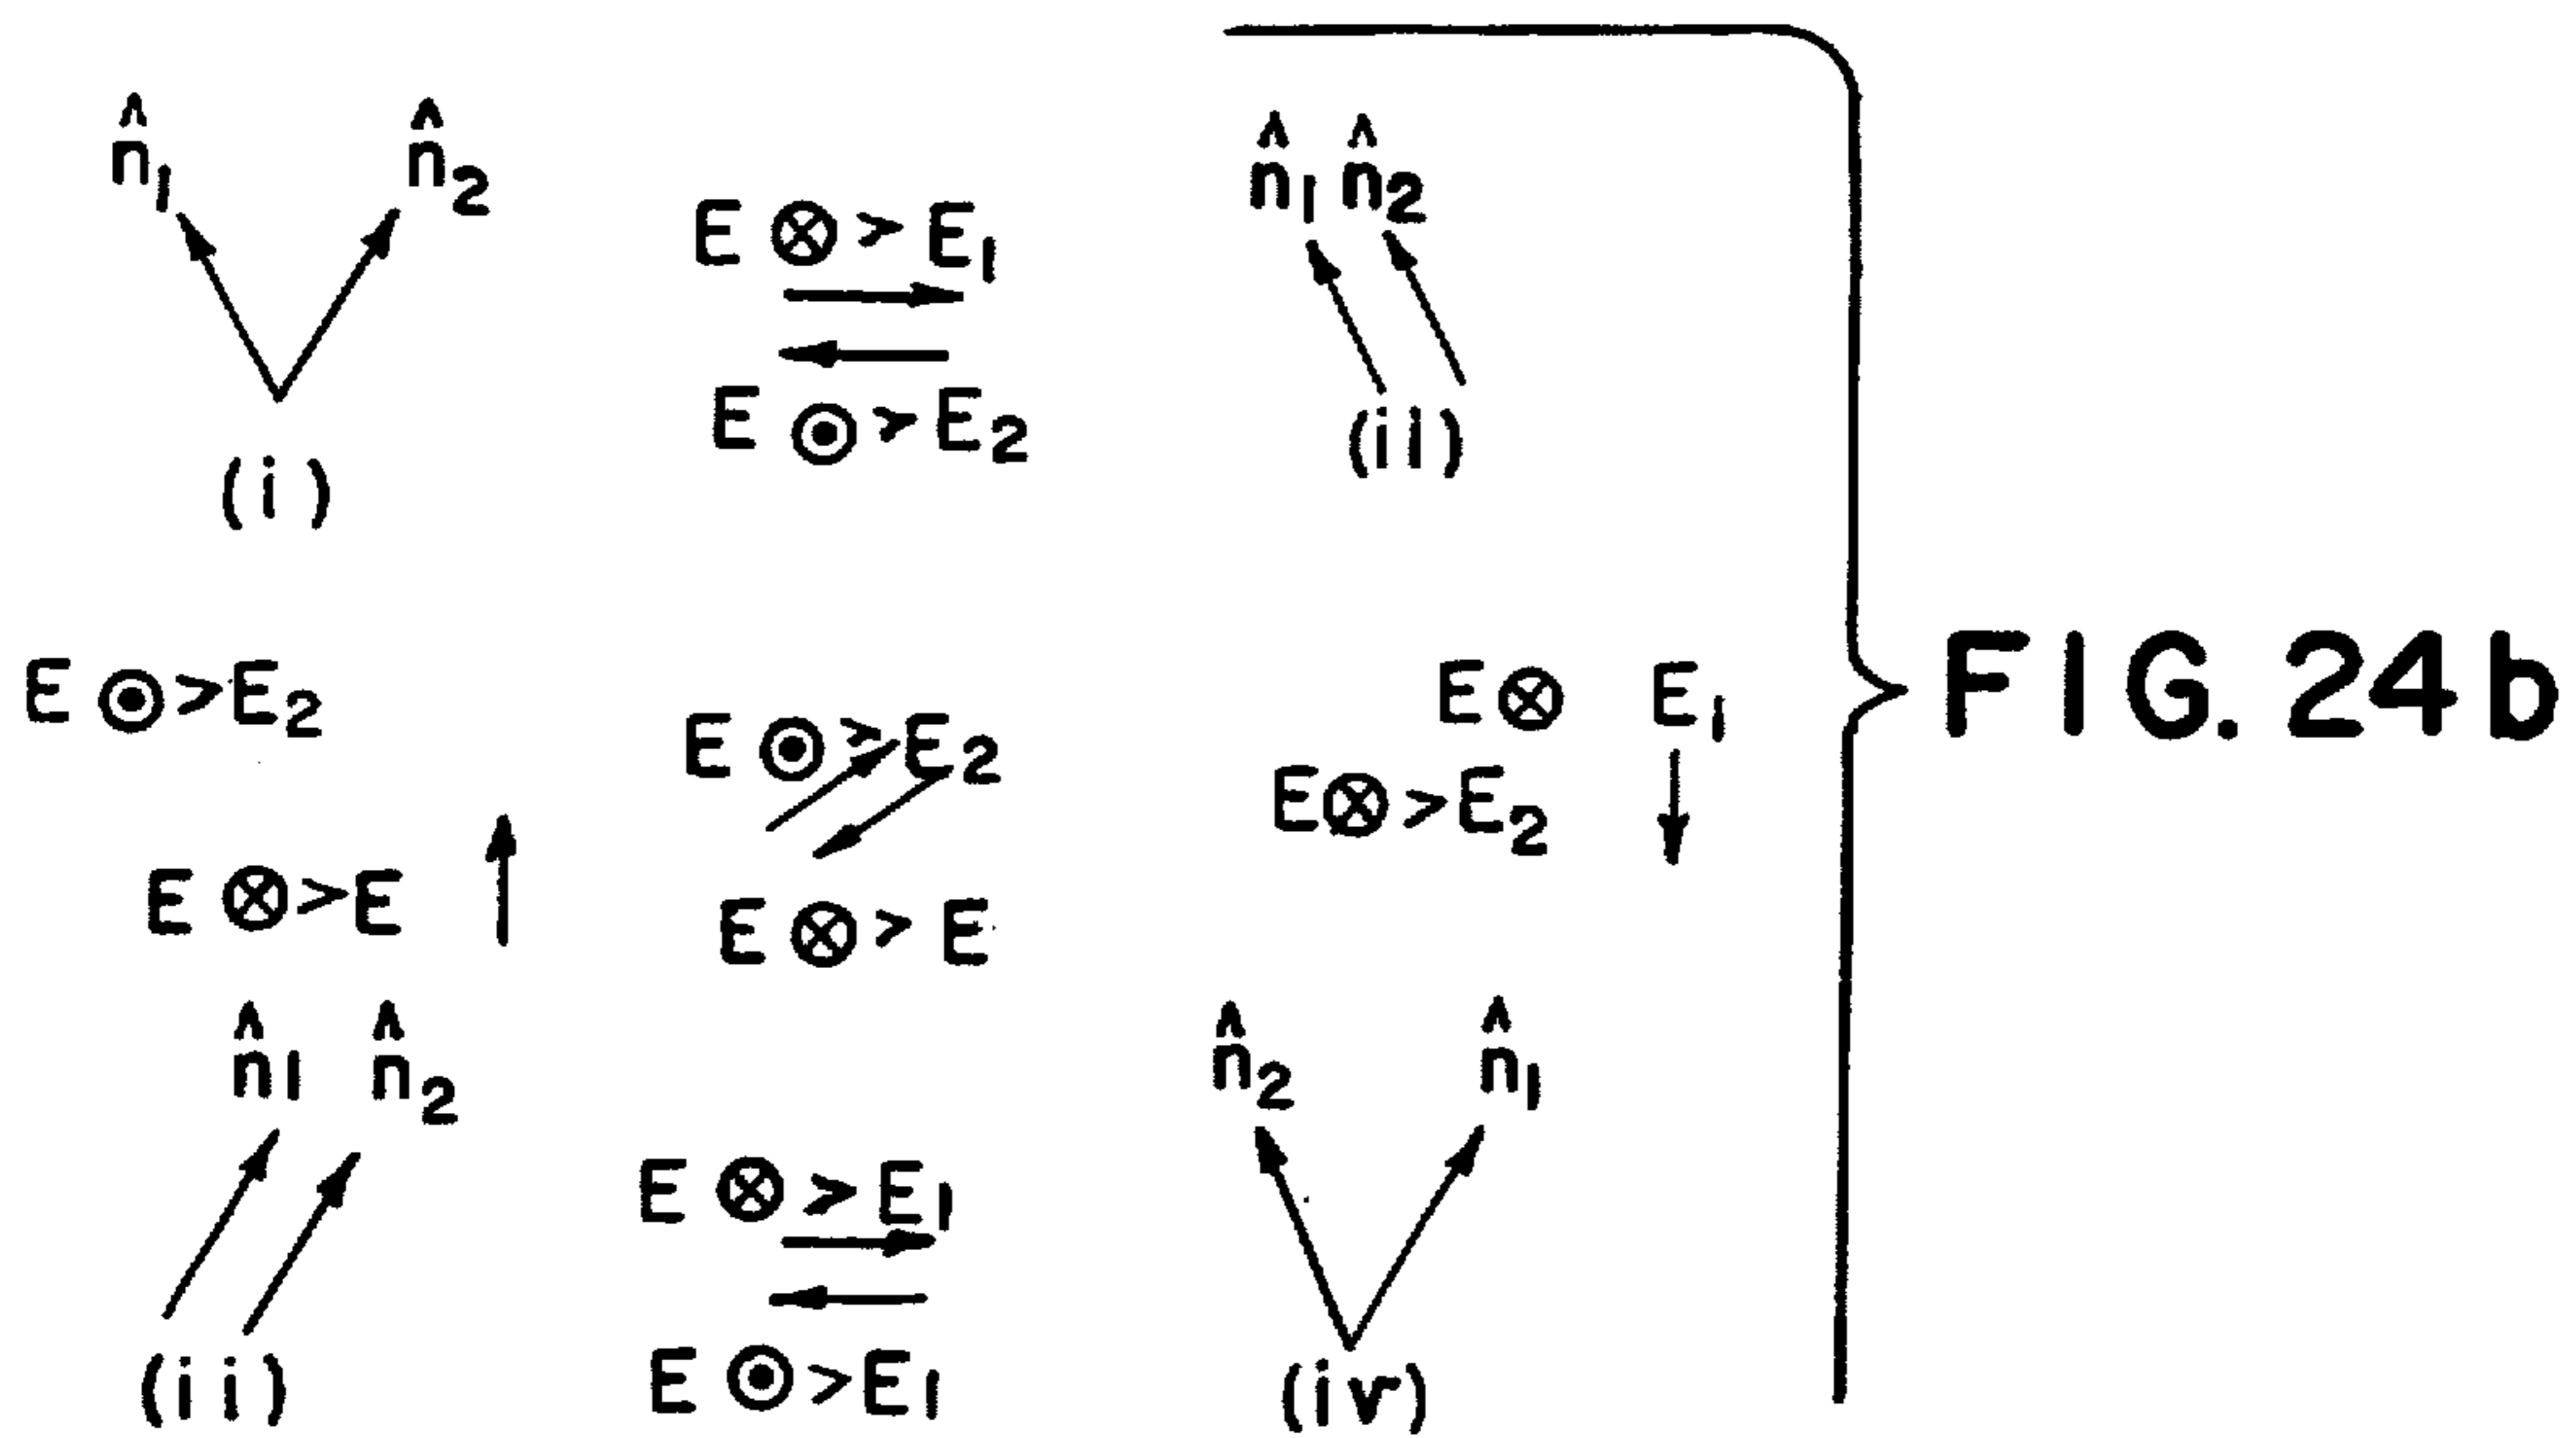 n̂1 n̂2
E ⊗ > E1
E ⊙ > E2
(i)
n̂1 n̂2
(il)
E ⊙ > E2
E ⊗ > E
E ⊙ > E2
E ⊗ > E
E ⊗ E1
E ⊗ > E2
n̂1 n̂2
(ii)
E ⊗ > E1
E ⊙ > E1
n̂2 n̂1
(iv)
FIG. 24b